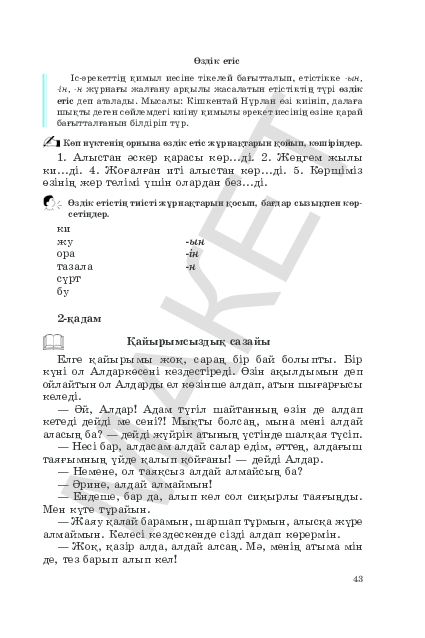 Өздік етіс
Іс-әрекеттің қимыл иесіне тікелей бағытталып, етістікке -ын,
-ін, -н жұрнағы жалғану арқылы жасалатын етістіктің түрі өздік
етіс деп аталады. Мысалы: Кішкентай Нұрлан өзі киініп, далаға
шықты деген сөйлемдегі киіну қимылы әрекет иесінің өзіне қарай
бағытталғанын білдіріп тұр.
Көп нүктенің орнына өздік етіс жұрнақтарын қойып, көшіріңдер.
1. Алыстан әскер қарасы көр...ді. 2. Жеңгем жылы
ки...ді. 4. Жоғалған иті алыстан көр...ді. 5. Көршіміз
өзінің жер телімі үшін олардан без...ді.
Өздік етістің тиісті жұрнақтарын қосып, бағдар сызықпен көр-
сетіңдер.
ки
жу -ын
ора -ін
тазала -н
сүрт
бу
2-қадам
Қайырымсыздық сазайы
Елге қайырымы жоқ, сараң бір бай болыпты. Бір
күні ол Алдаркөсені кездестіреді. Өзін ақылдымын деп
ойлайтын ол Алдарды ел көзінше алдап, атын шығарғысы
келеді.
— Әй, Алдар! Адам түгіл шайтанның өзін де алдап
кетеді дейді ме сені?! Мықты болсаң, мына мені алдай
аласың ба? — дейді жүйрік атының үстінде шалқая түсіп.
— Несі бар, алдасам алдай салар едім, әттең, алдағыш
таяғымның үйде қалып қойғаны! — дейді Алдар.
— Немене, ол таяқсыз алдай алмайсың ба?
— Әрине, алдай алмаймын!
— Ендеше, бар да, алып кел сол сиқырлы таяғыңды.
Мен күте тұрайын.
— Жаяу қалай барамын, шаршап тұрмын, алысқа жүре
алмаймын. Келесі кездескенде сізді алдап көрермін.
— Жоқ, қазір алда, алдай алсаң. Мә, менің атыма мін
де, тез барып алып кел!
43
МАКЕТ